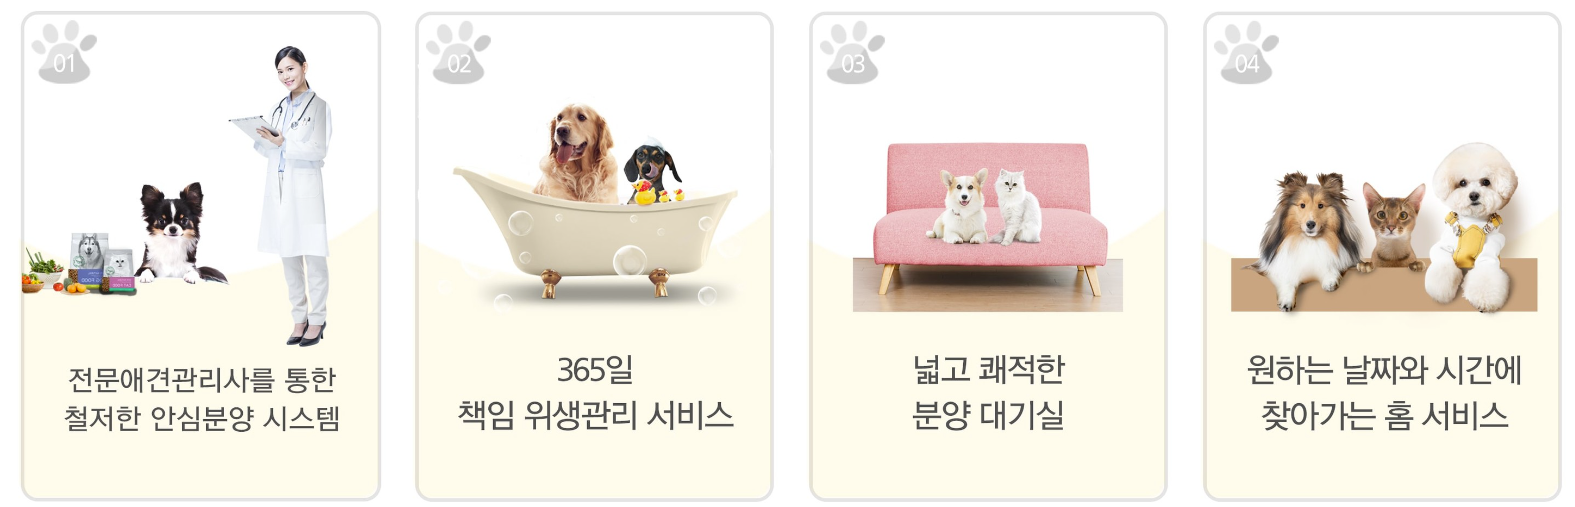 01
전문애견관리사를 통한
철저한 안심분양 시스템
02
365일
책임 위생관리 서비스
03
넓고 쾌적한
분양 대기실
04
원하는 날짜와 시간에
찾아가는 홈 서비스